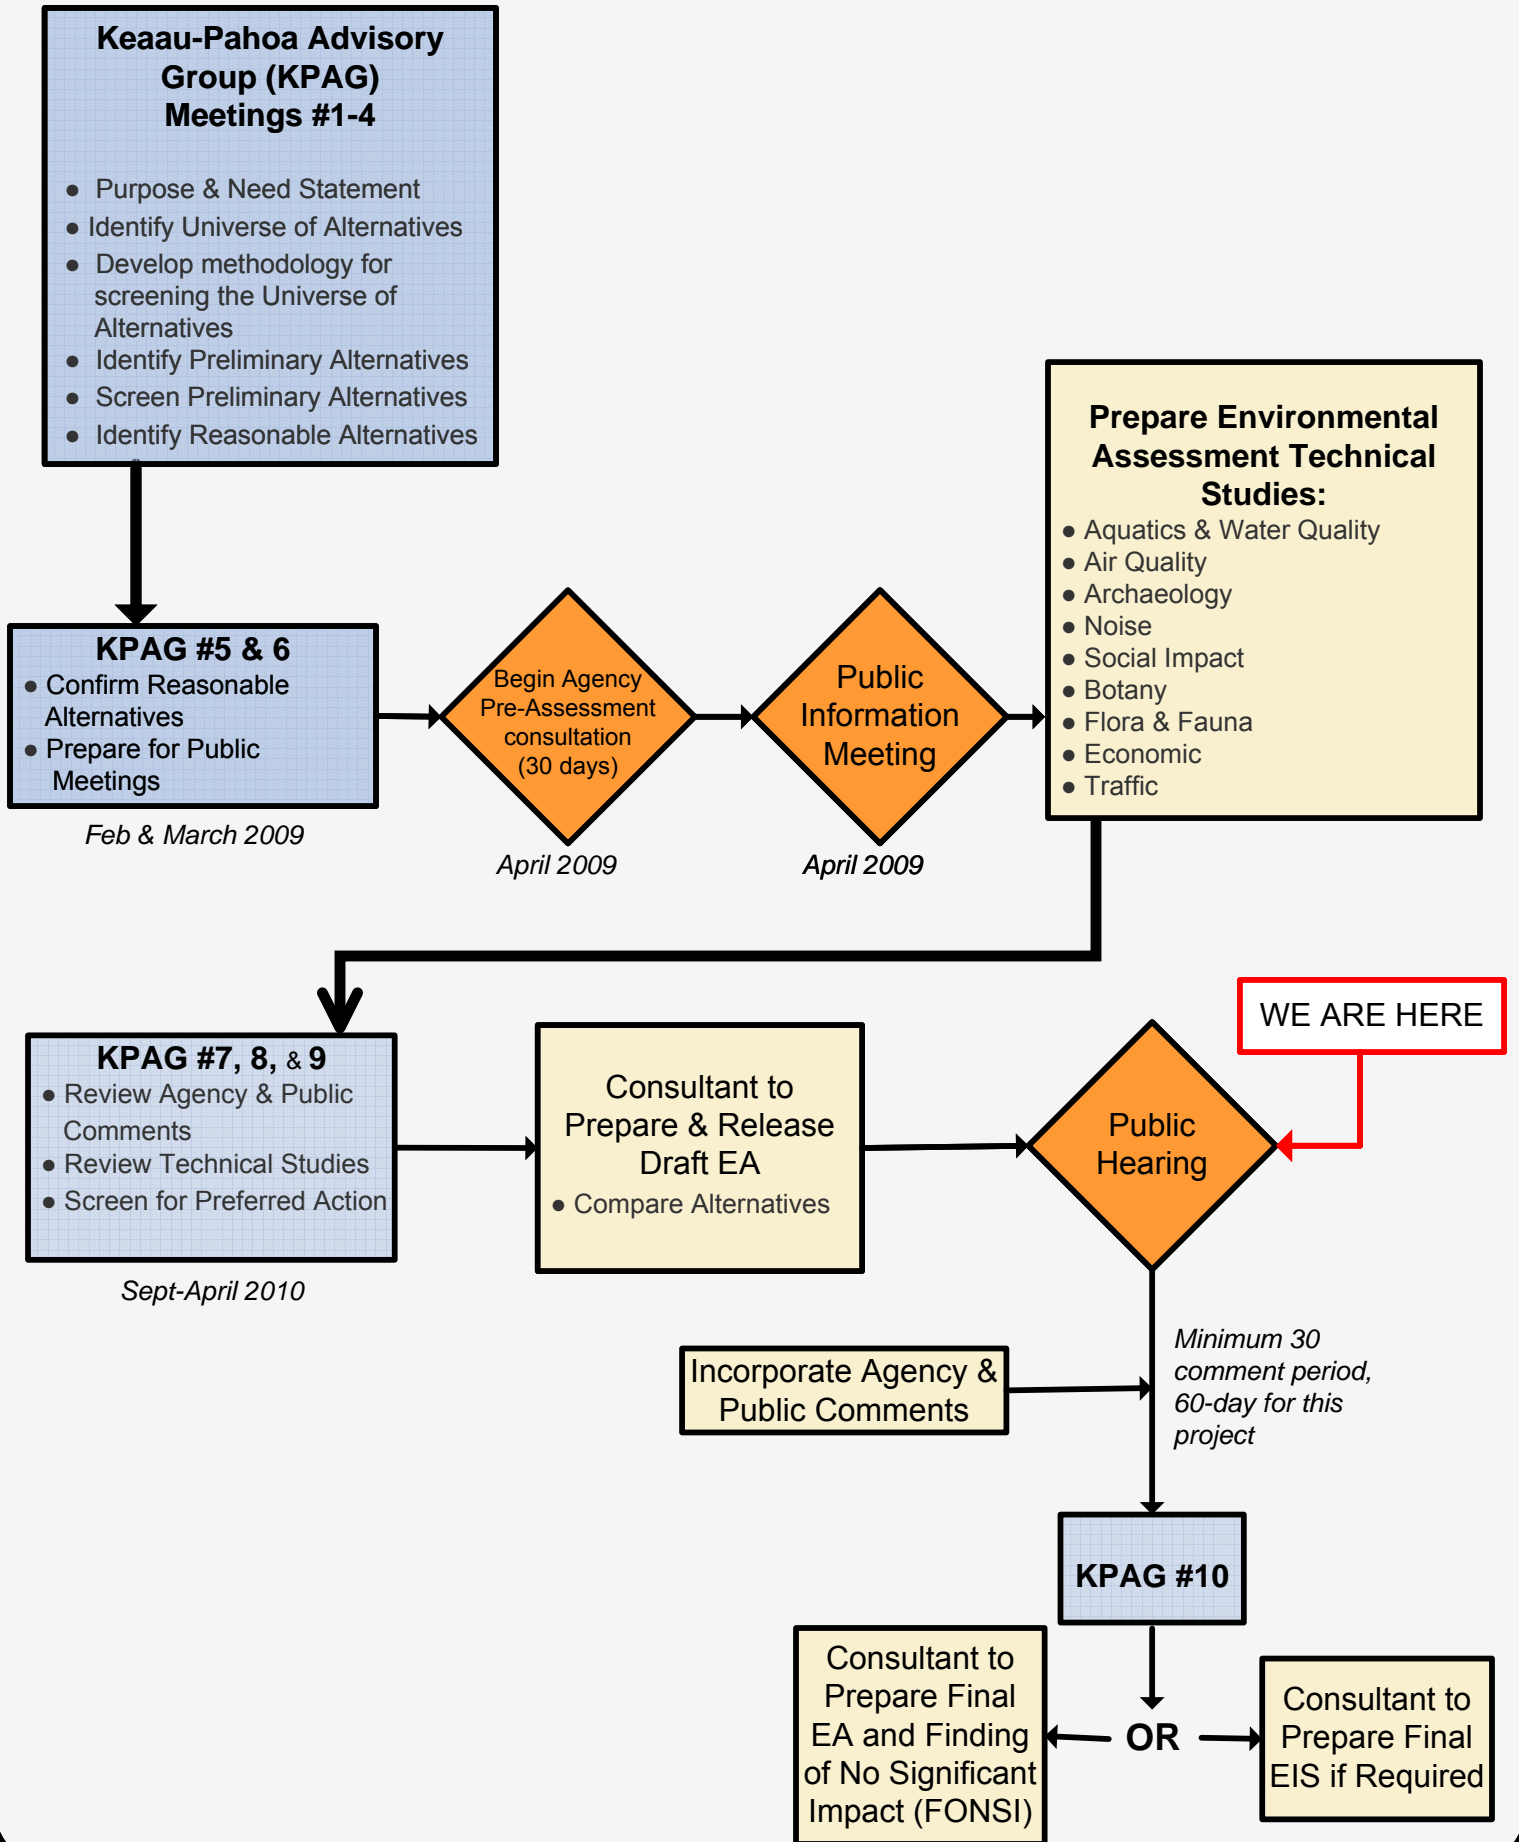 Keaau-Pahoa Advisory
Group (KPAG)
Meetings #1-4
● Purpose & Need Statement
● Identify Universe of Alternatives
● Develop methodology for
screening the Universe of
Alternatives
● Identify Preliminary Alternatives
● Screen Preliminary Alternatives
● Identify Reasonable Alternatives
KPAG #5 & 6
● Confirm Reasonable
Alternatives
● Prepare for Public
Meetings
Feb & March 2009
Begin Agency
Pre-Assessment
consultation
(30 days)
April 2009
Public
Information
Meeting
April 2009
Prepare Environmental
Assessment Technical
Studies:
● Aquatics & Water Quality
● Air Quality
● Archaeology
● Noise
● Social Impact
● Botany
● Flora & Fauna
● Economic
● Traffic
KPAG #7, 8, & 9
● Review Agency & Public
Comments
● Review Technical Studies
● Screen for Preferred Action
Sept-April 2010
Consultant to
Prepare & Release
Draft EA
● Compare Alternatives
Public
Hearing
WE ARE HERE
Incorporate Agency &
Public Comments
Minimum 30
comment period,
60-day for this
project
KPAG #10
OR
Consultant to
Prepare Final
EA and Finding
of No Significant
Impact (FONSI)
Consultant to
Prepare Final
EIS if Required